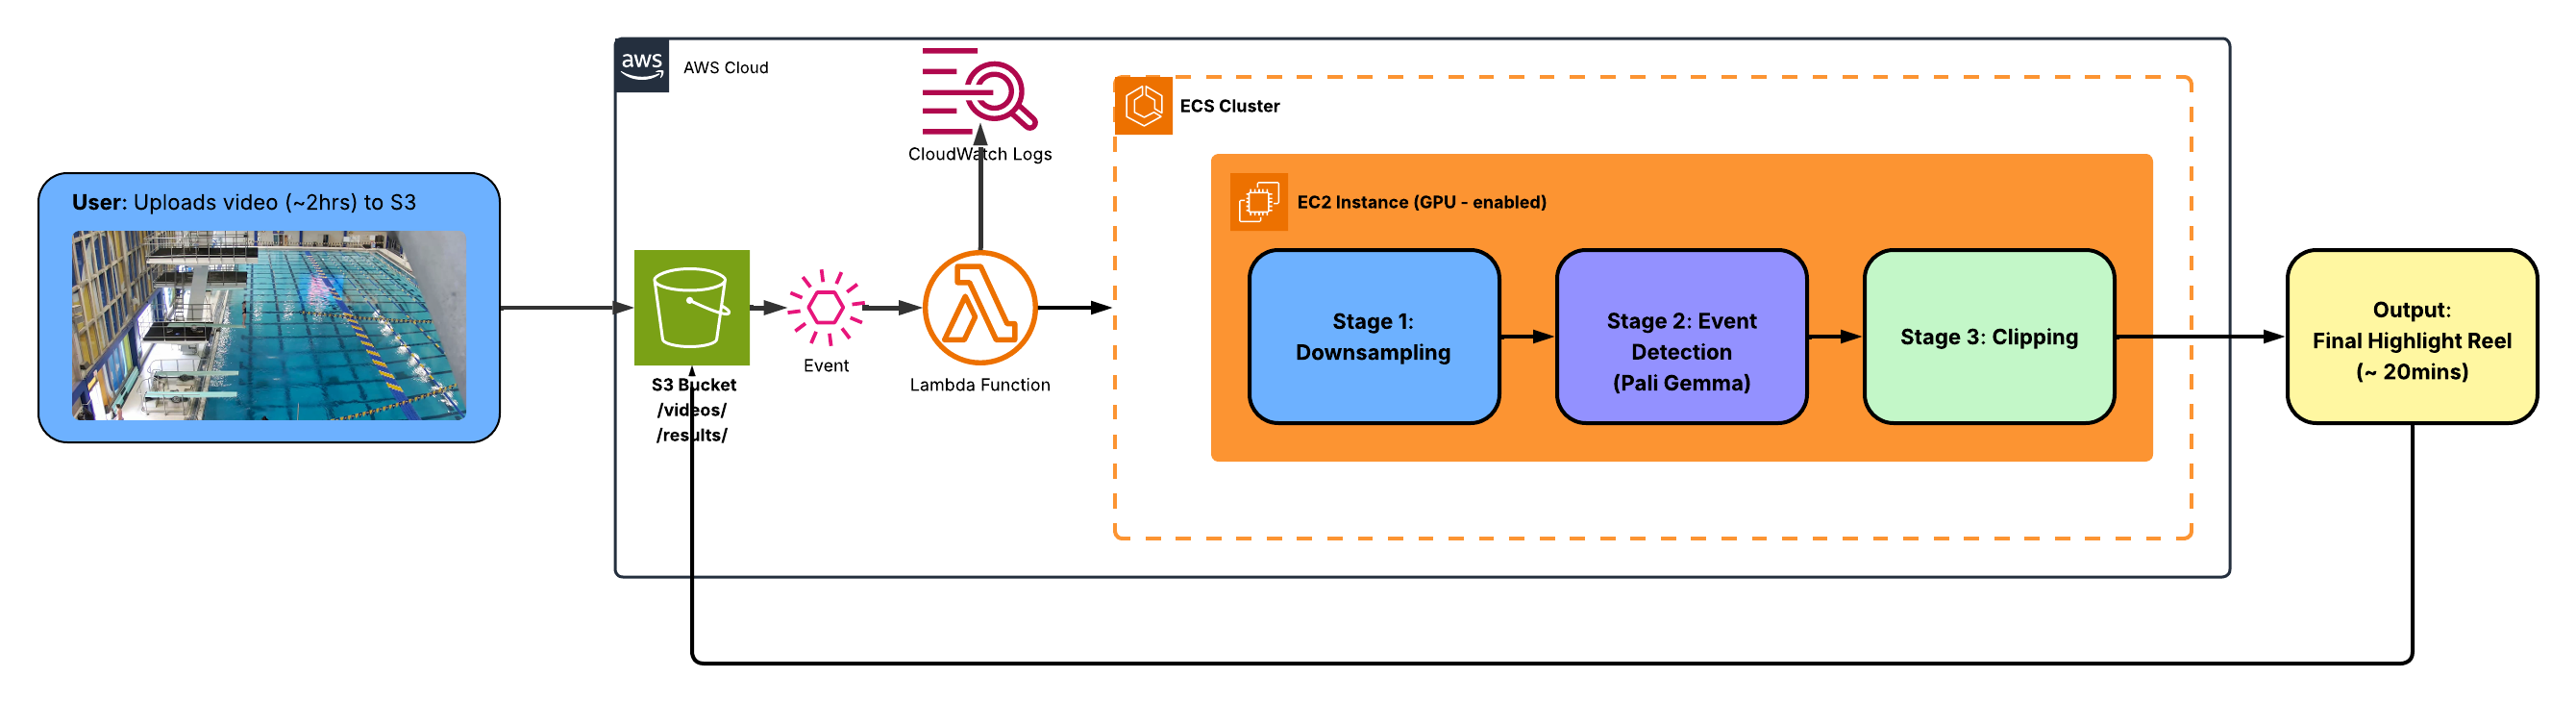 User: Uploads video (~2hrs) to S3
aws
AWS Cloud
CloudWatch Logs
S3 Bucket
/videos/
/results/
Event
Lambda Function
ECS Cluster
EC2 Instance (GPU - enabled)
Stage 1:
Downsampling
Stage 2: Event
Detection
(Pali Gemma)
Stage 3: Clipping
Output:
Final Highlight Reel
(~ 20mins)